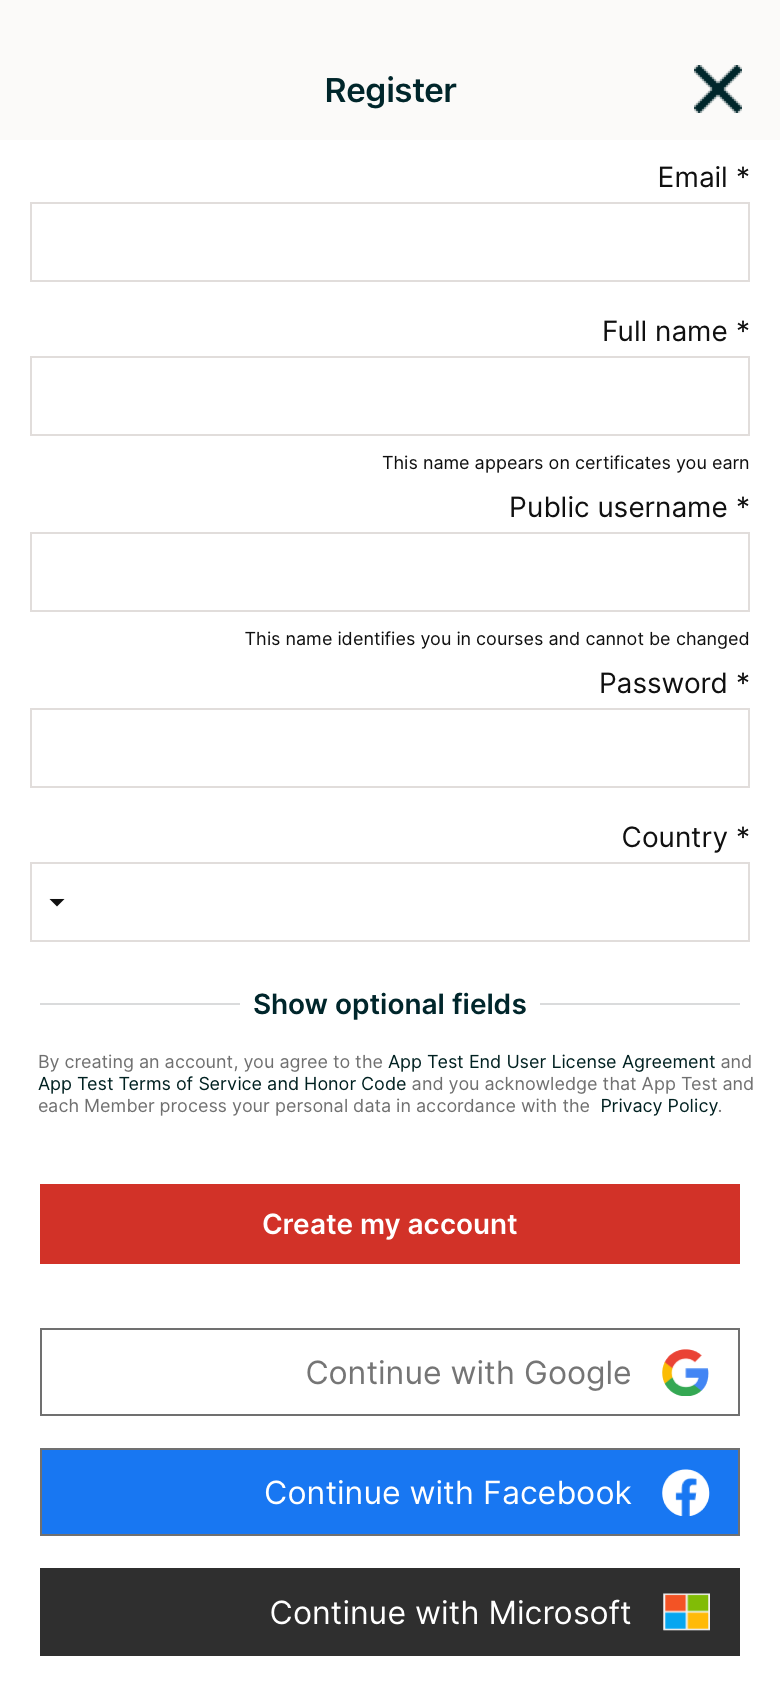 Register
Email *
Full name *
This name appears on certificates you earn
Public username *
This name identifies you in courses and cannot be changed
Password *
Country *
Show optional fields
By creating an account, you agree to the App Test End User License Agreement and
App Test Terms of Service and Honor Code and you acknowledge that App Test and
each Member process your personal data in accordance with the Privacy Policy.
Create my account
Continue with Google
Continue with Facebook
Continue with Microsoft